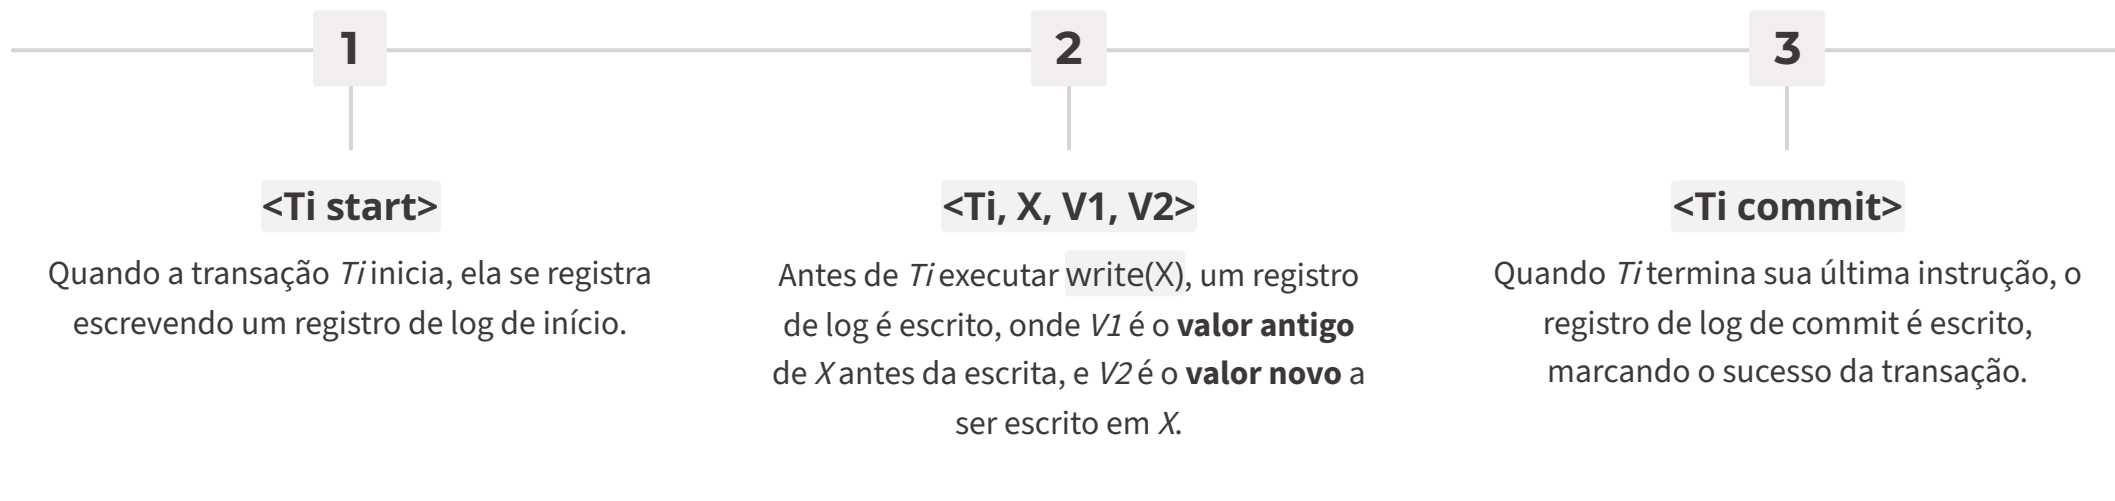 1
2
3
<Ti start>
Quando a transação Ti inicia, ela se registra
escrevendo um registro de log de início.
<Ti, X, V1, V2>
Antes de Ti executar write(X), um registro
de log é escrito, onde V1 é o valor antigo
de X antes da escrita, e V2 é o valor novo a
ser escrito em X.
<Ti commit>
Quando Ti termina sua última instrução, o
registro de log de commit é escrito,
marcando o sucesso da transação.